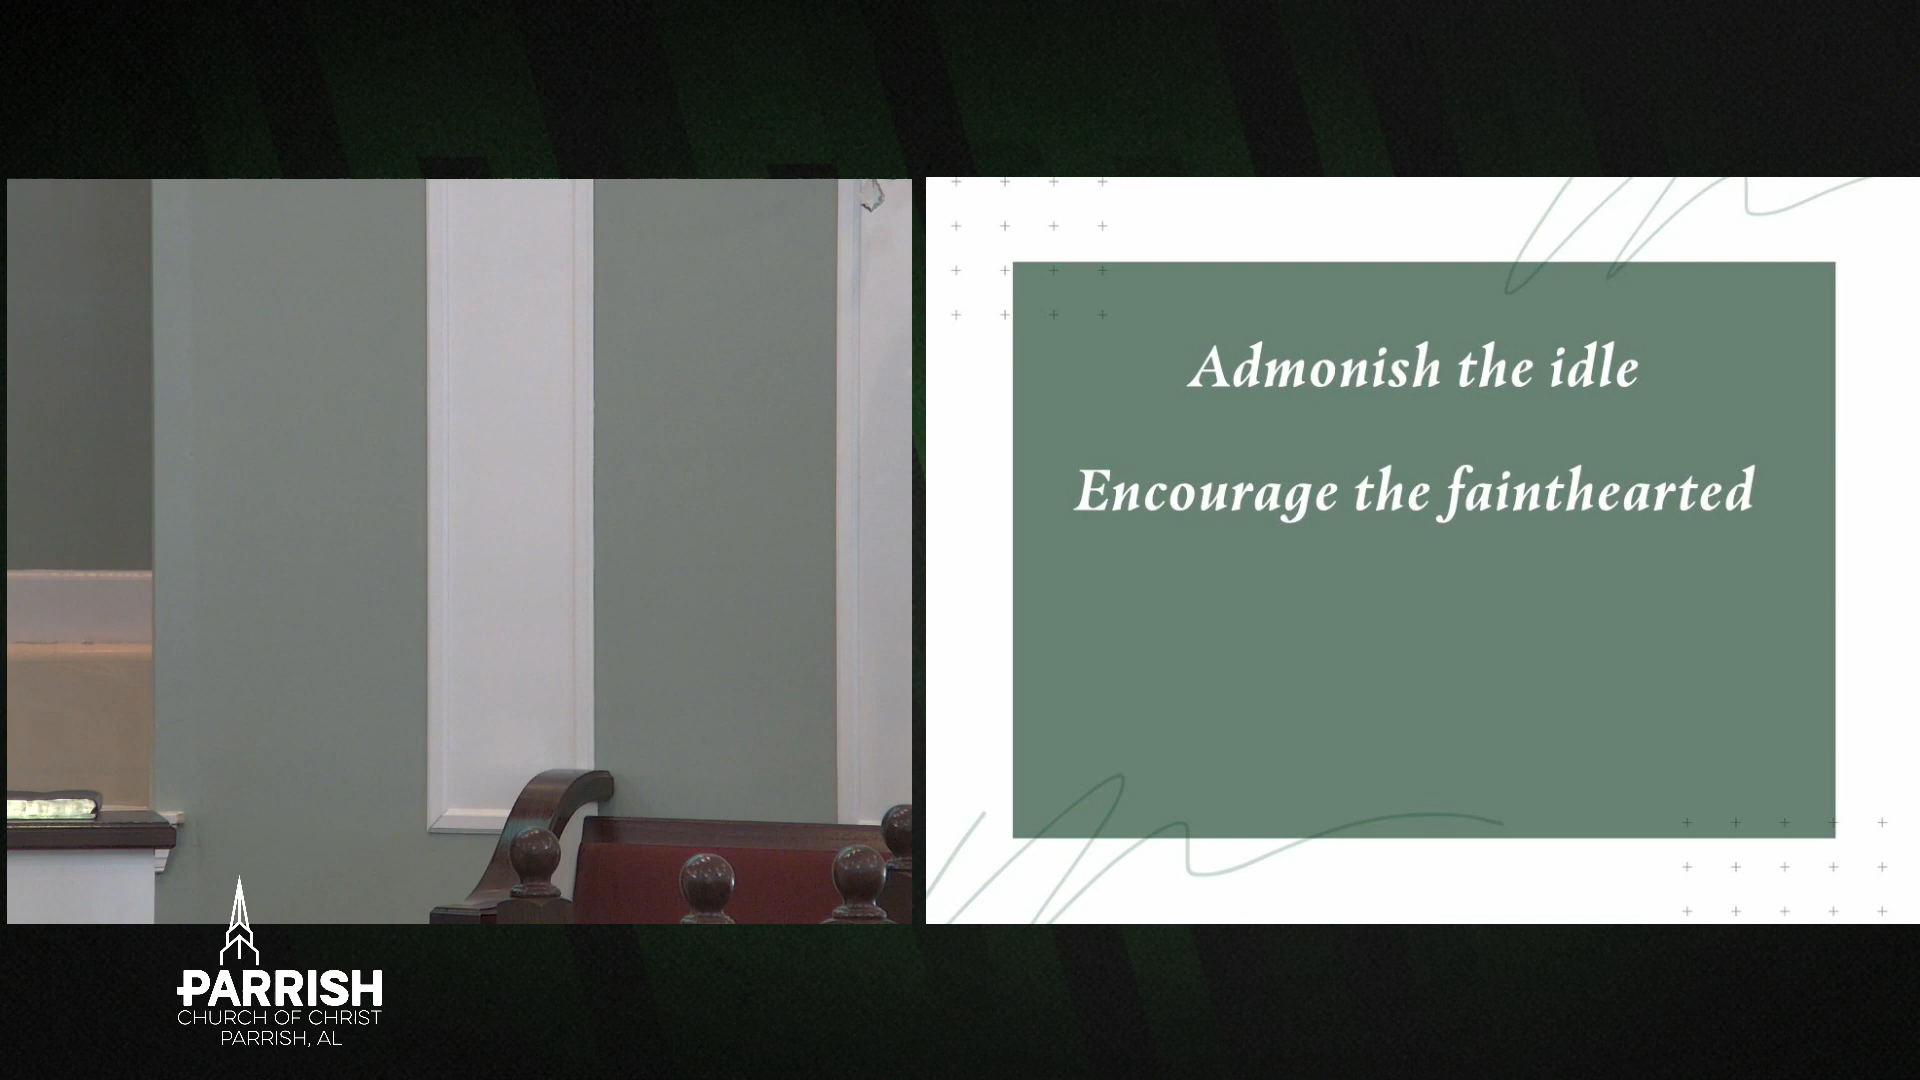 Admonish the idle
Encourage the fainthearted
PARRISH
CHURCH OF CHRIST
PARRISH, AL